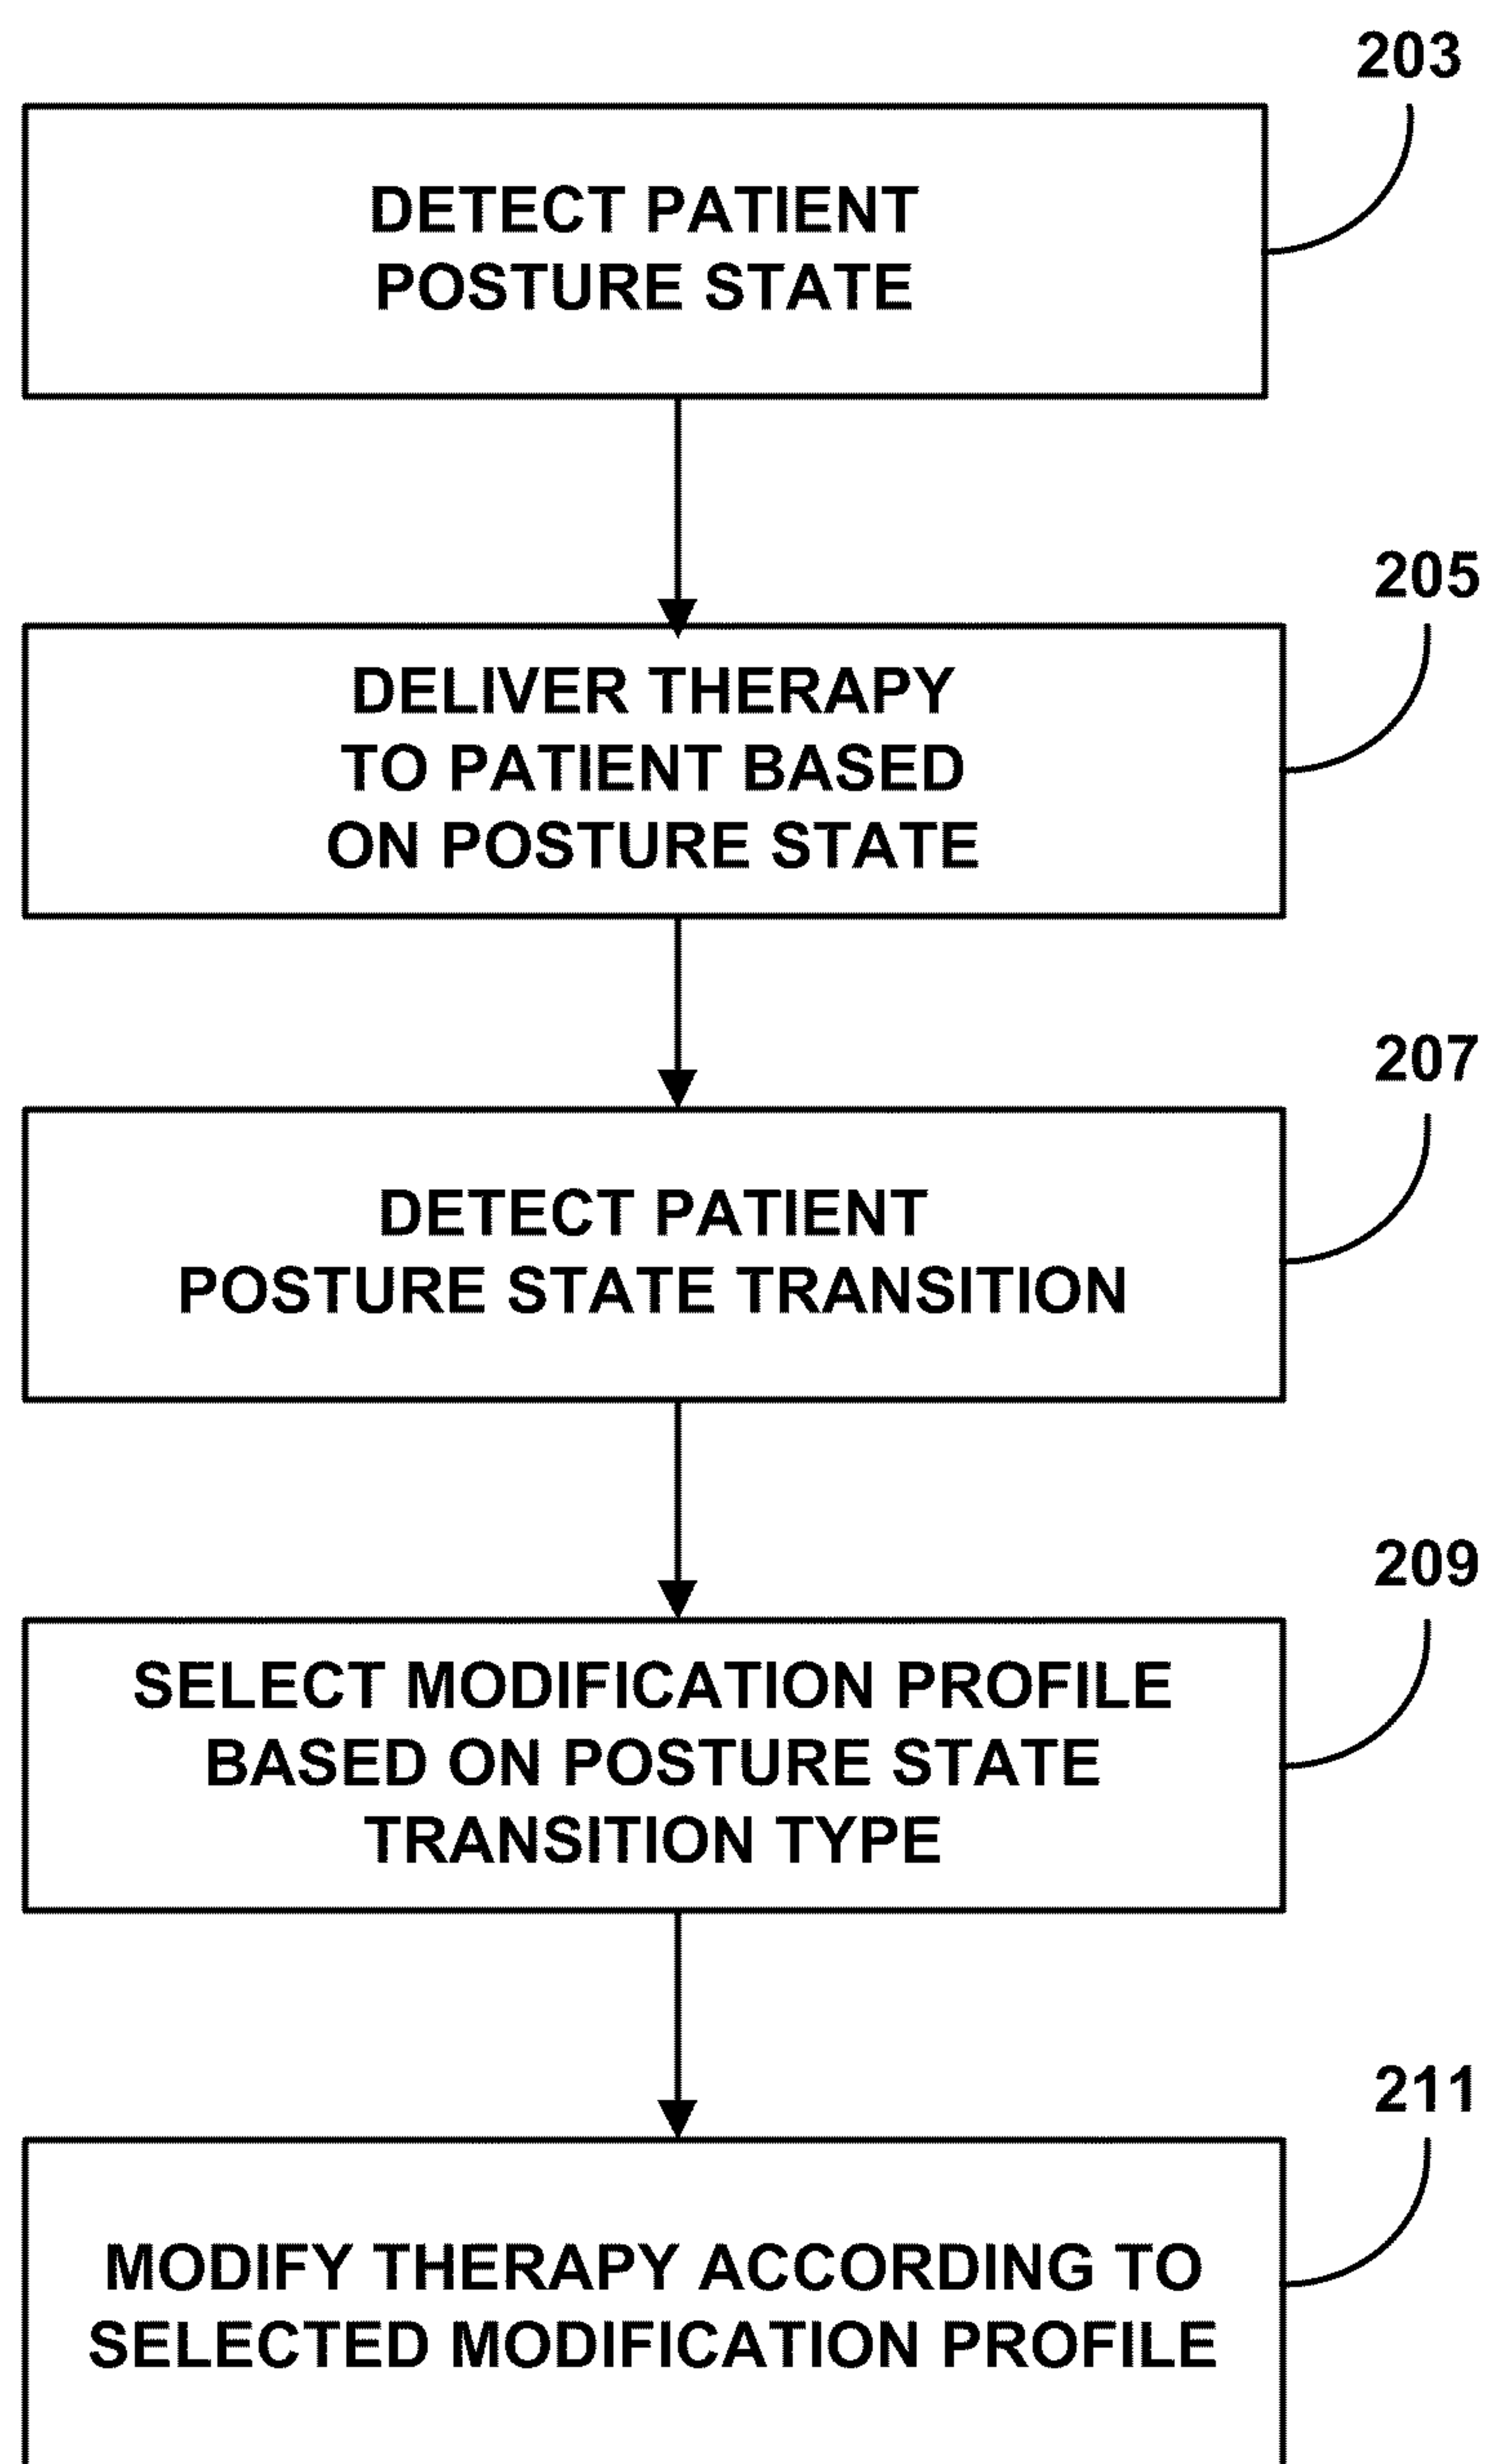 203
DETECT PATIENT
POSTURE STATE
205
DELIVER THERAPY
TO PATIENT BASED
ON POSTURE STATE
207
DETECT PATIENT
POSTURE STATE TRANSITION
209
SELECT MODIFICATION PROFILE
BASED ON POSTURE STATE
TRANSITION TYPE
211
MODIFY THERAPY ACCORDING TO
SELECTED MODIFICATION PROFILE